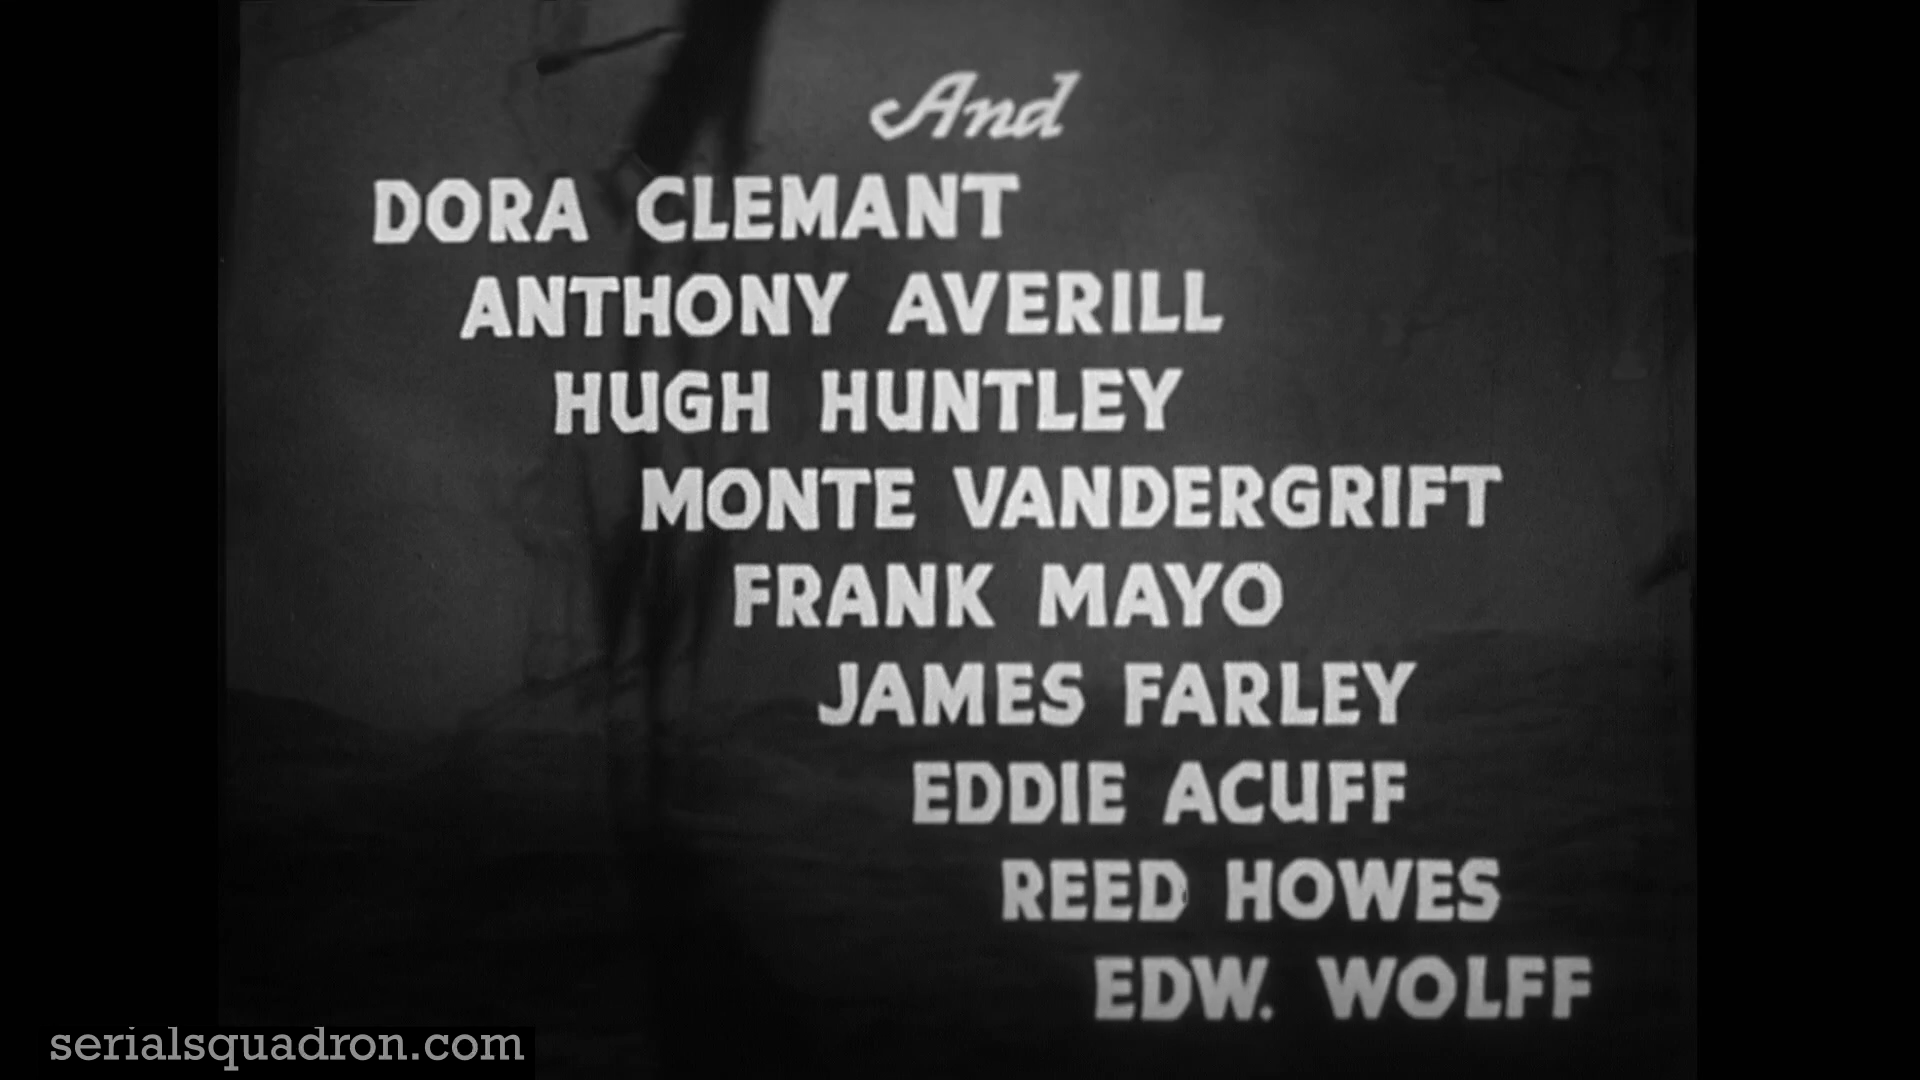 And
DORA CLEMANT
ANTHONY AVERILL
HUGH HUNTLEY
MONTE VANDERGRIFT
FRANK MAYO
JAMES FARLEY
EDDIE ACUFF
REED HOWES
EDW. WOLFF
serialsquadron.com